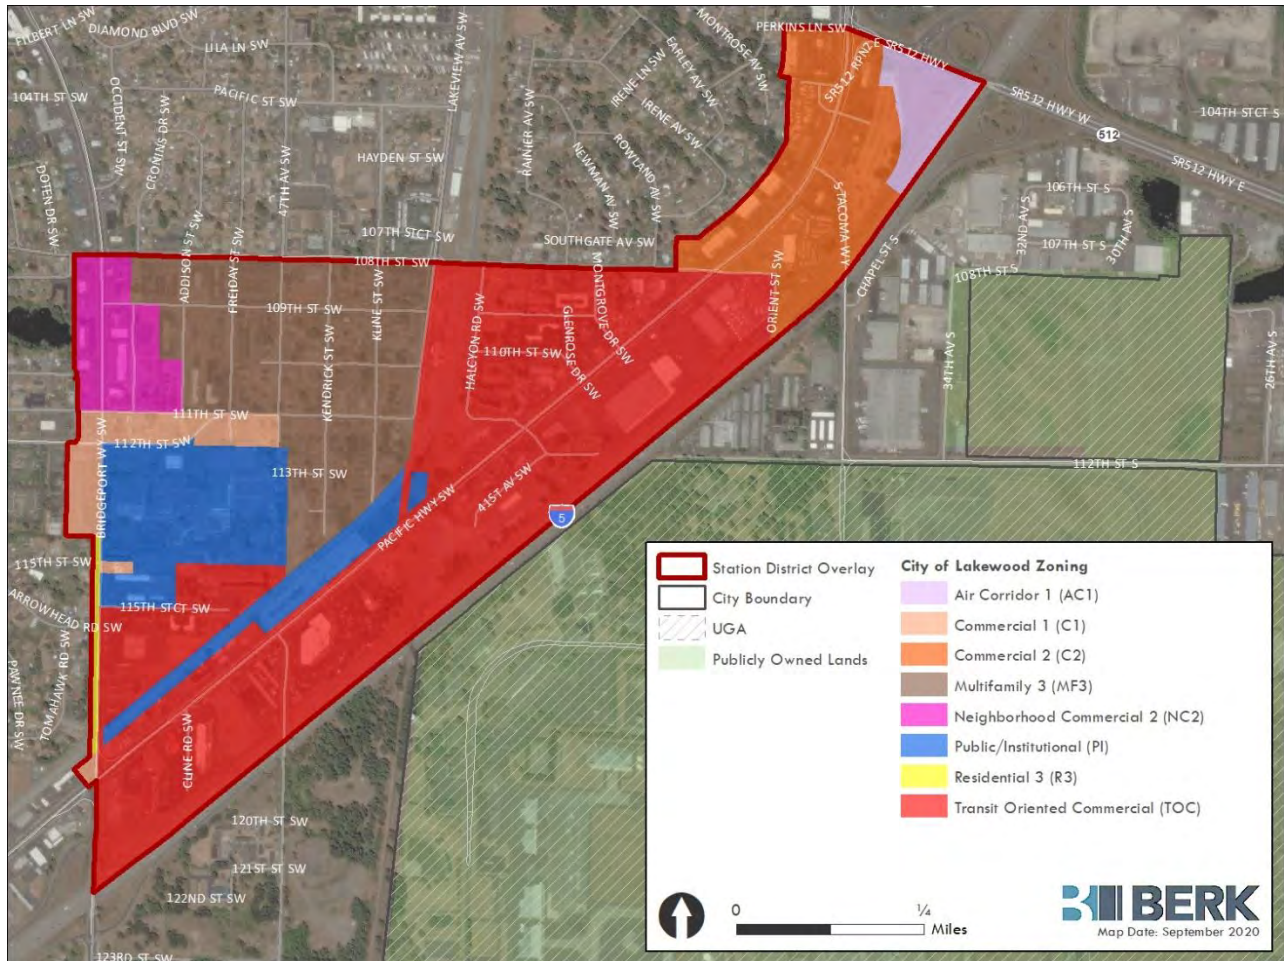 FILBERT LN SW
DIAMOND BLVD SW
LILA LN SW
104TH ST SW
PACIFIC ST SW
OCCIDENT ST SW
CRONINS DR SW
DOTEN DR SW
47TH AV SW
LAKEVIEW AV SW
HAYDEN ST SW
107TH ST CT SW
RAINIER AV SW
IRENE LN SW
EARLEY AV SW
MONTROSE AV SW
IRENE AV SW
ROWLAND AV SW
NEWMAN AV SW
SOUTHGATE AV SW
PERKINS LN SW
SR512 HWY
SR512 HWY W
512
SR512 HWY E
104TH ST CT S
106TH ST S
107TH ST S
108TH ST S
32ND AV S
30TH AV S
34TH AV S
26TH AV S
S TACOMA WY
CHAPEL ST S
ORIENT ST SW
108TH ST SW
ADDISON ST SW
FREIDAY ST SW
109TH ST SW
KLINE ST SW
KENDRICK ST SW
HALCYON RD SW
110TH ST SW
GLENROSE DR SW
MONTGROVE DR SW
111TH ST SW
112TH ST SW
113TH ST SW
BRIDGEPORT WY SW
PACIFIC HWY SW
41ST AV SW
5
112TH ST S
115TH ST SW
115TH ST CT SW
ARROWHEAD RD SW
TOMAHAWK RD SW
PAWNEE DR SW
CLINE RD SW
120TH ST SW
121ST ST SW
122ND ST SW
123RD ST SW
Station District Overlay
City Boundary
UGA
Publicly Owned Lands
City of Lakewood Zoning
Air Corridor 1 (AC1)
Commercial 1 (C1)
Commercial 2 (C2)
Multifamily 3 (MF3)
Neighborhood Commercial 2 (NC2)
Public/Institutional (PI)
Residential 3 (R3)
Transit Oriented Commercial (TOC)
0
¼
Miles
BERK
Map Date: September 2020